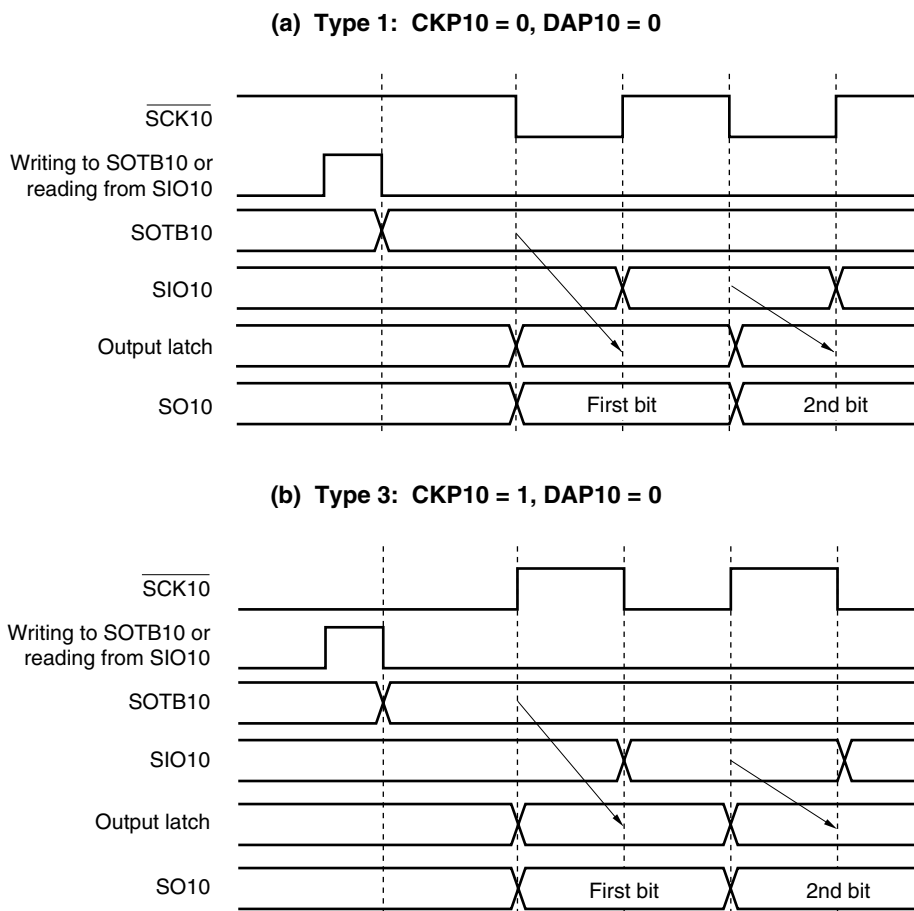 (a) Type 1: CKP10 = 0, DAP10 = 0
SCK10
Writing to SOTB10 or
reading from SIO10
SOTB10
SIO10
Output latch
SO10
First bit
2nd bit
(b) Type 3: CKP10 = 1, DAP10 = 0
SCK10
Writing to SOTB10 or
reading from SIO10
SOTB10
SIO10
Output latch
SO10
First bit
2nd bit